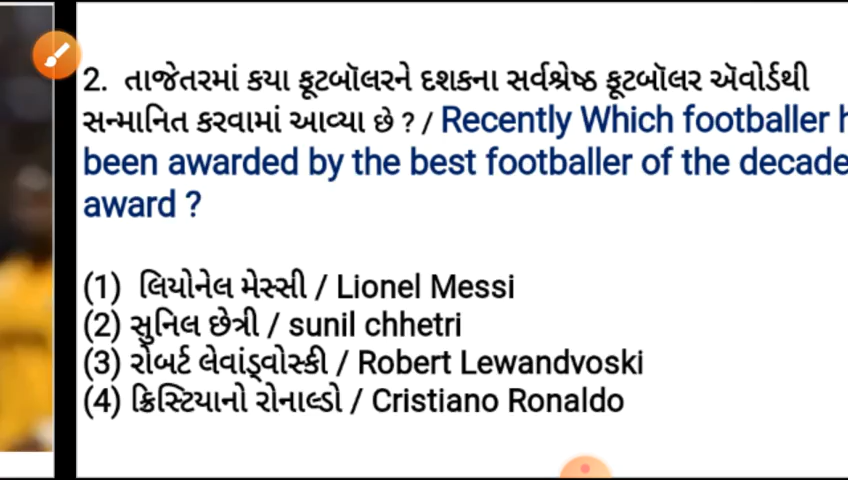 2. તાજેતરમાં કયા ફૂટબૉલરને દશકના સર્વશ્રેષ્ઠ ફૂટબૉલર ઍવોર્ડથી
સન્માનિત કરવામાં આવ્યા છે ? / Recently Which footballer
been awarded by the best footballer of the decade
award ?
(1) લિયોનેલ મેસ્સી / Lionel Messi
(2) સુનિલ છેત્રી / sunil chhetri
(3) રોબર્ટ લેવાંડ્વોસ્કી / Robert Lewandvoski
(4) ક્રિસ્ટિયાનો રોનાલ્ડો / Cristiano Ronaldo